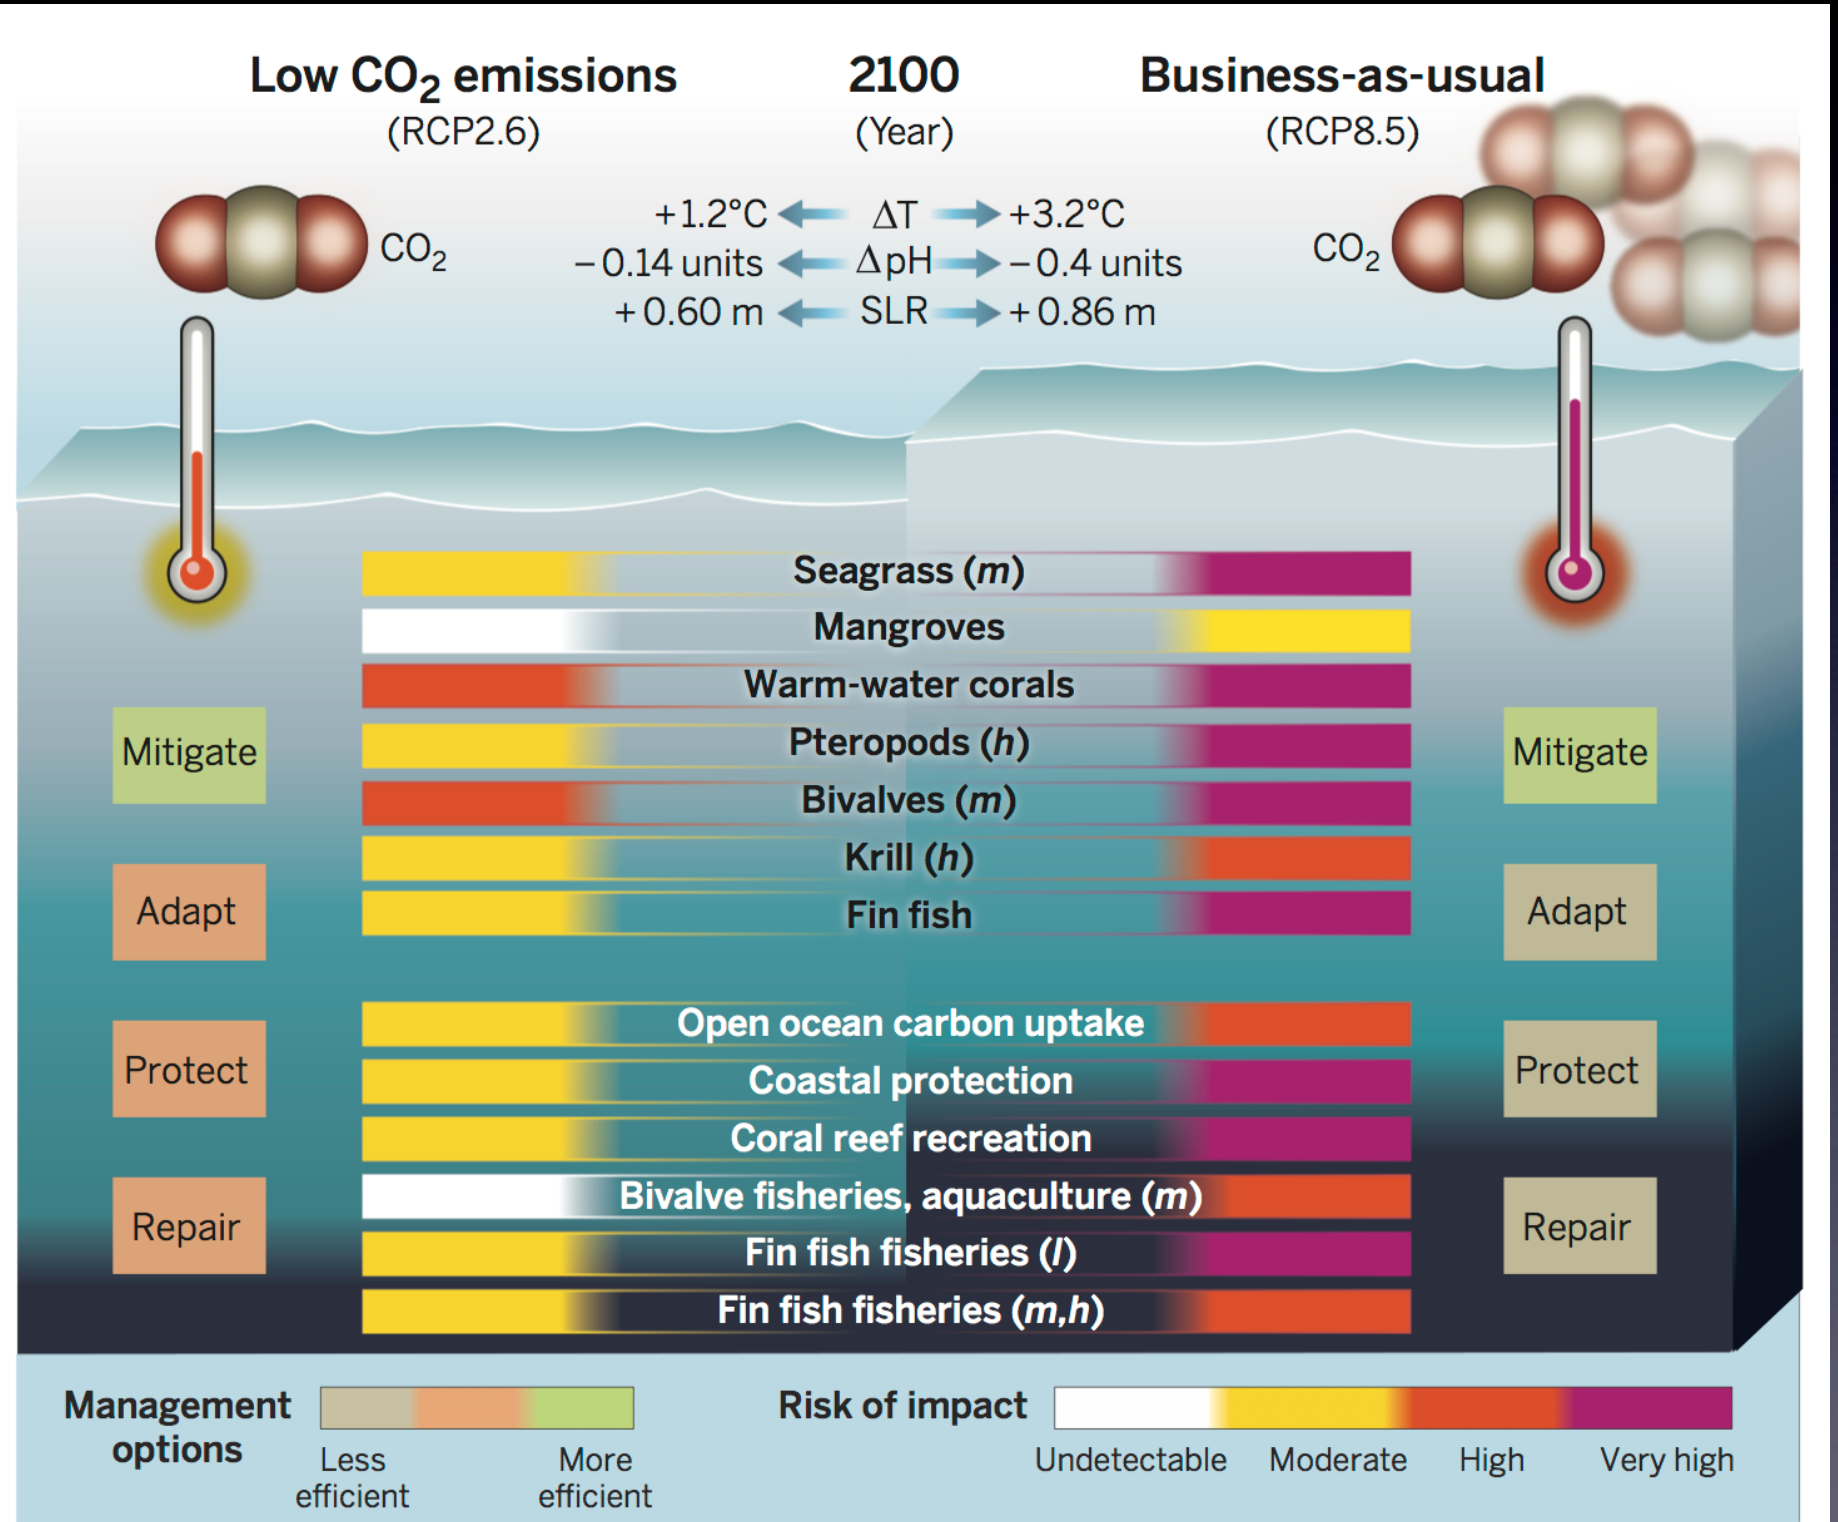 Low CO₂ emissions
(RCP2.6)
2100
(Year)
Business-as-usual
(RCP8.5)
CO₂
+1.2°C ΔT +3.2°C
– 0.14 units ΔpH – 0.4 units
+ 0.60 m SLR + 0.86 m
CO₂
Seagrass (m)
Mangroves
Warm-water corals
Pteropods (h)
Bivalves (m)
Krill (h)
Fin fish
Open ocean carbon uptake
Coastal protection
Coral reef recreation
Bivalve fisheries, aquaculture (m)
Fin fish fisheries (l)
Fin fish fisheries (m,h)
Mitigate
Adapt
Protect
Repair
Mitigate
Adapt
Protect
Repair
Management
options
Less
efficient
More
efficient
Risk of impact
Undetectable Moderate High Very high